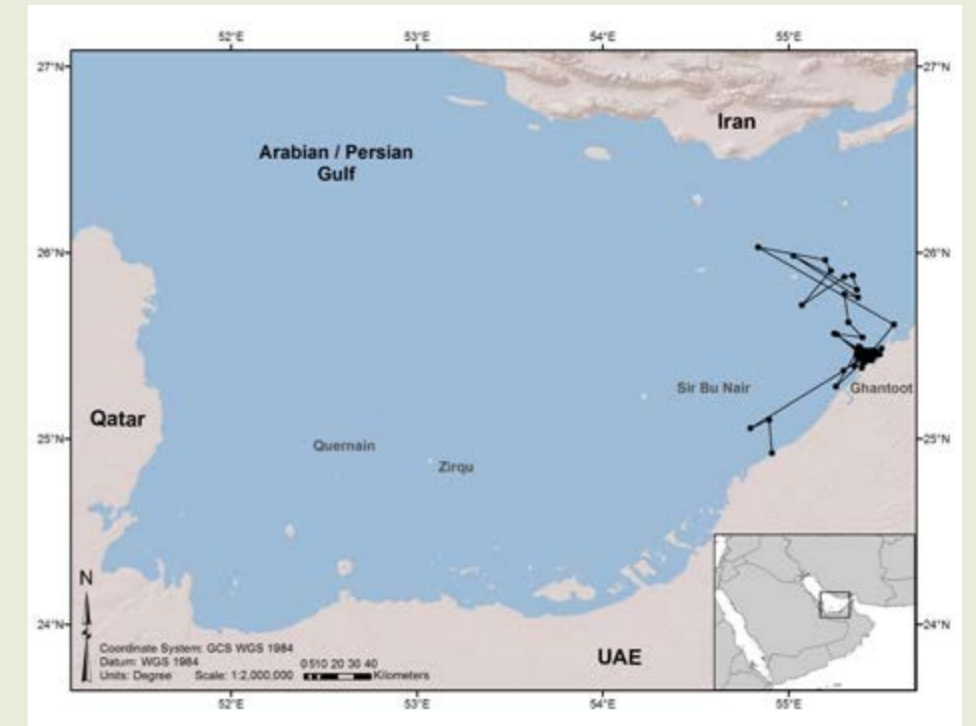 52°E 53°E 54°E 55°E
27°N 27°N
Iran
Arabian / Persian
Gulf
26°N 26°N
Sir Bu Nair Ghantoot
Qatar
25°N 25°N
Quernain
Zirqu
N
24°N 24°N
Coordinate System: GCS WGS 1984
Datum: WGS 1984 0 510 20 30 40
Units: Degree Scale: 1:2,000,000 Kilometers
UAE
52°E 53°E 54°E 55°E